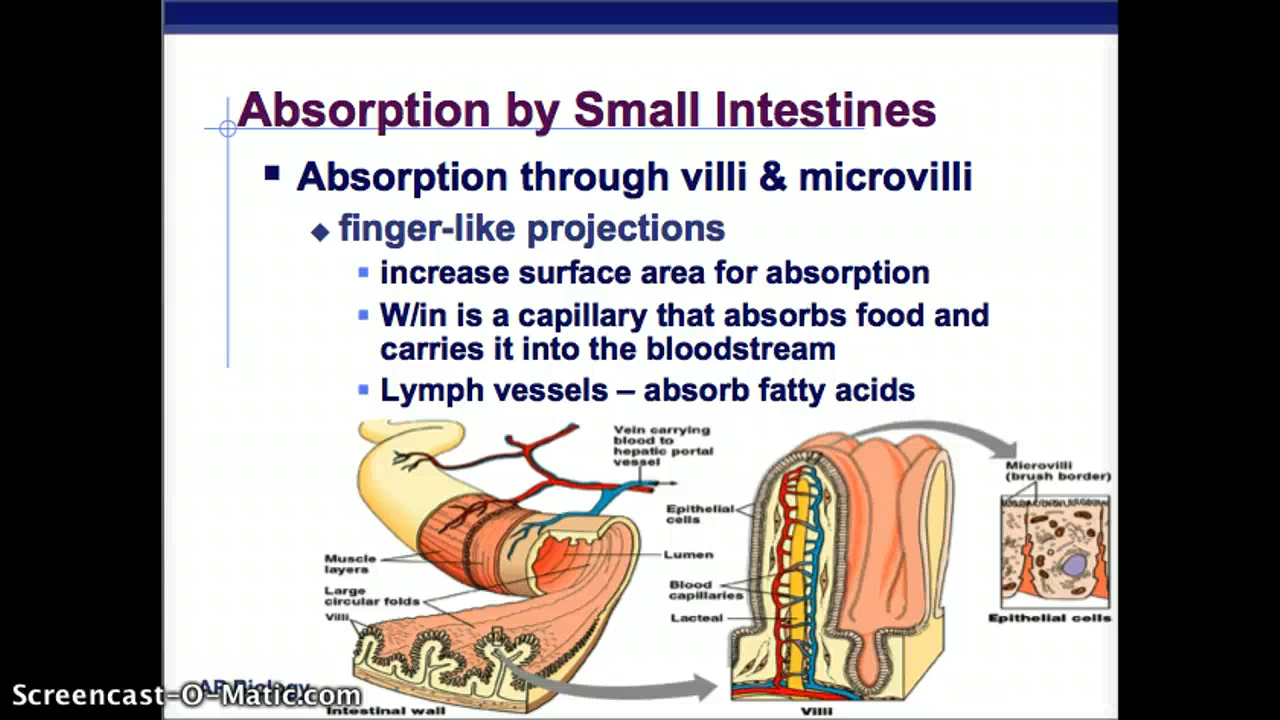 Absorption by Small Intestines
Absorption through villi & microvilli
finger-like projections
increase surface area for absorption
W/in is a capillary that absorbs food and
carries it into the bloodstream
Lymph vessels – absorb fatty acids
Vein carrying
blood to
hepatic portal
vessel
Muscle
layers
Large
circular folds
Villi
Lumen
Intestinal wall
Epithelial
cells
Blood
capillaries
Lacteal
Villi
Microvilli
(brush border)
Epithelial cells
AP Biology
Screencast-O-Matic.com